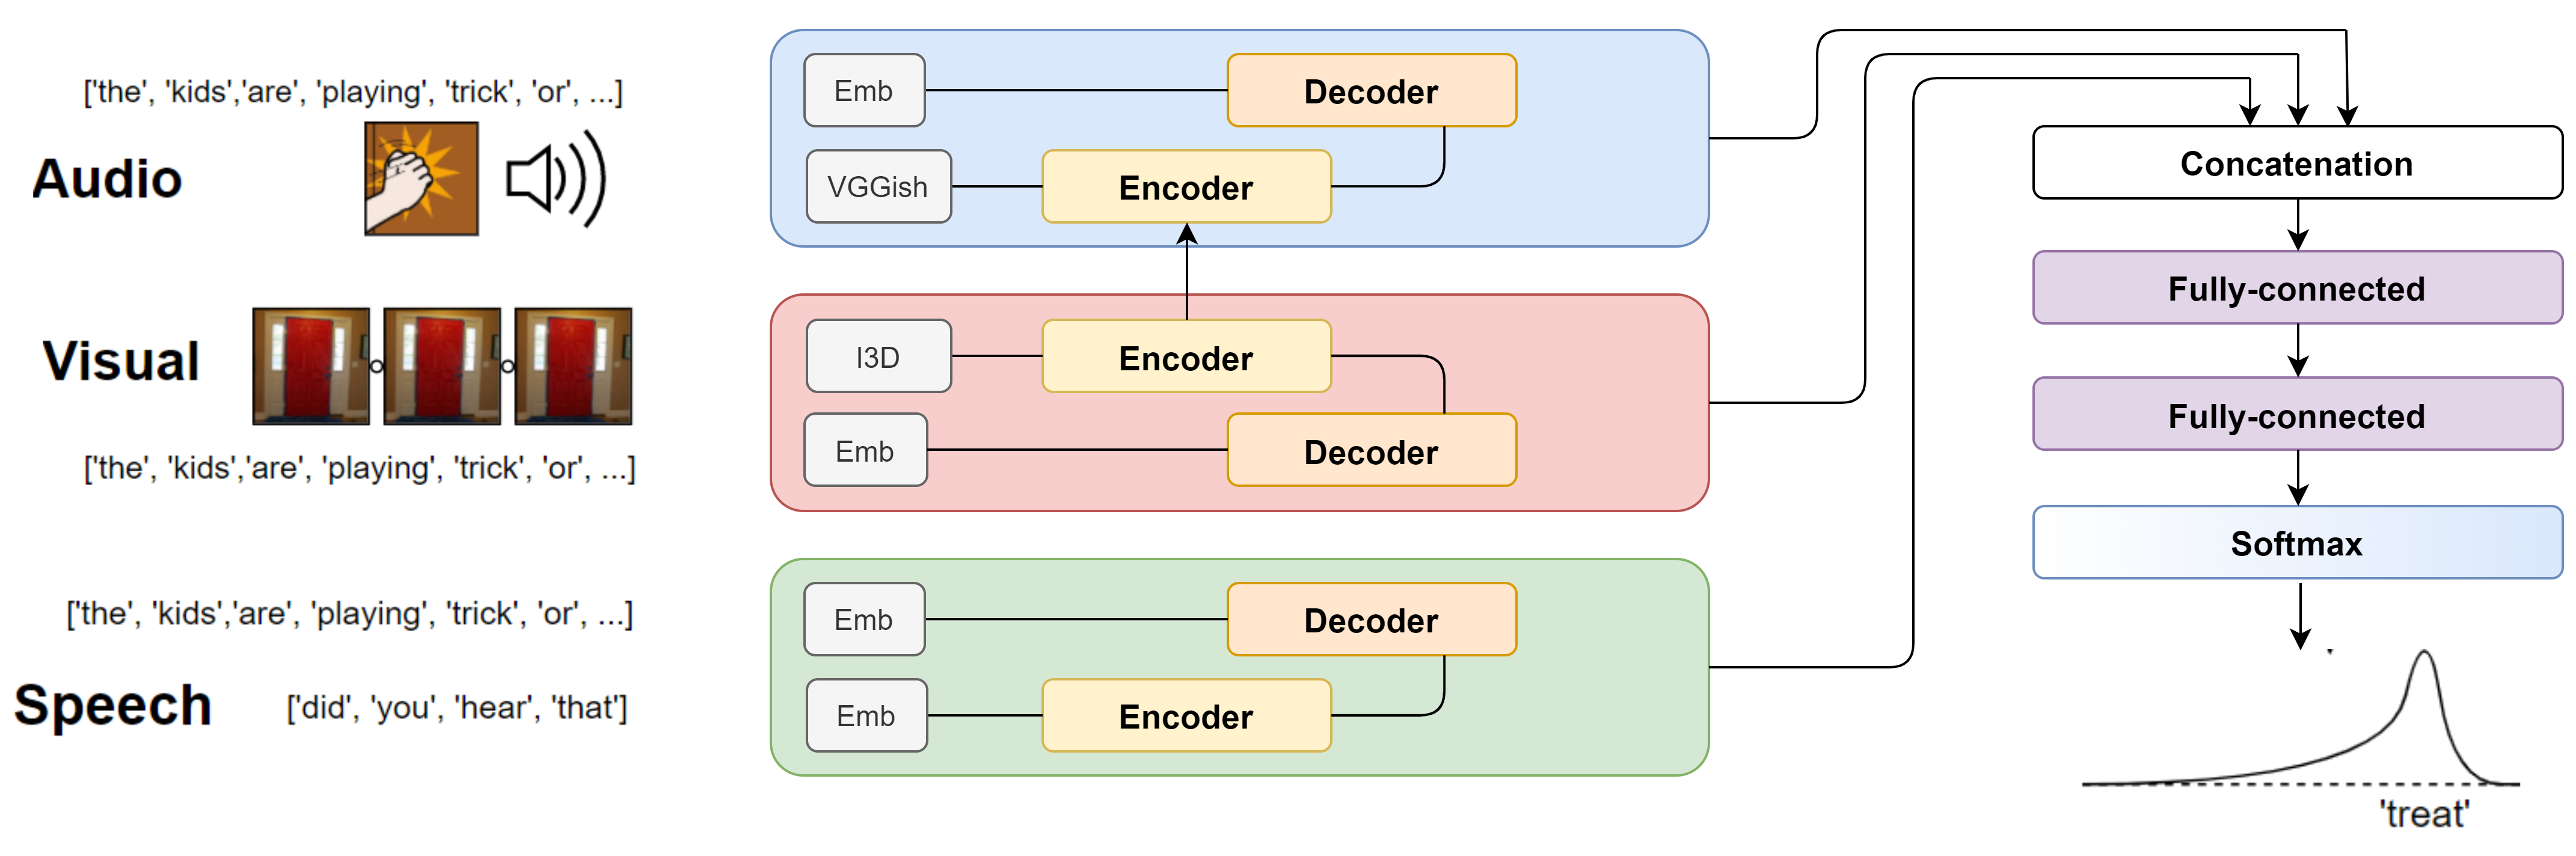 ['the', 'kids','are', 'playing', 'trick', 'or', ...]
Audio
Visual
['the', 'kids','are', 'playing', 'trick', 'or', ...]
['the', 'kids','are', 'playing', 'trick', 'or', ...]
Speech ['did', 'you', 'hear', 'that']
Emb Decoder
VGGish Encoder
I3D Encoder
Emb Decoder
Emb Decoder
Emb Encoder
Concatenation
Fully-connected
Fully-connected
Softmax
'treat'